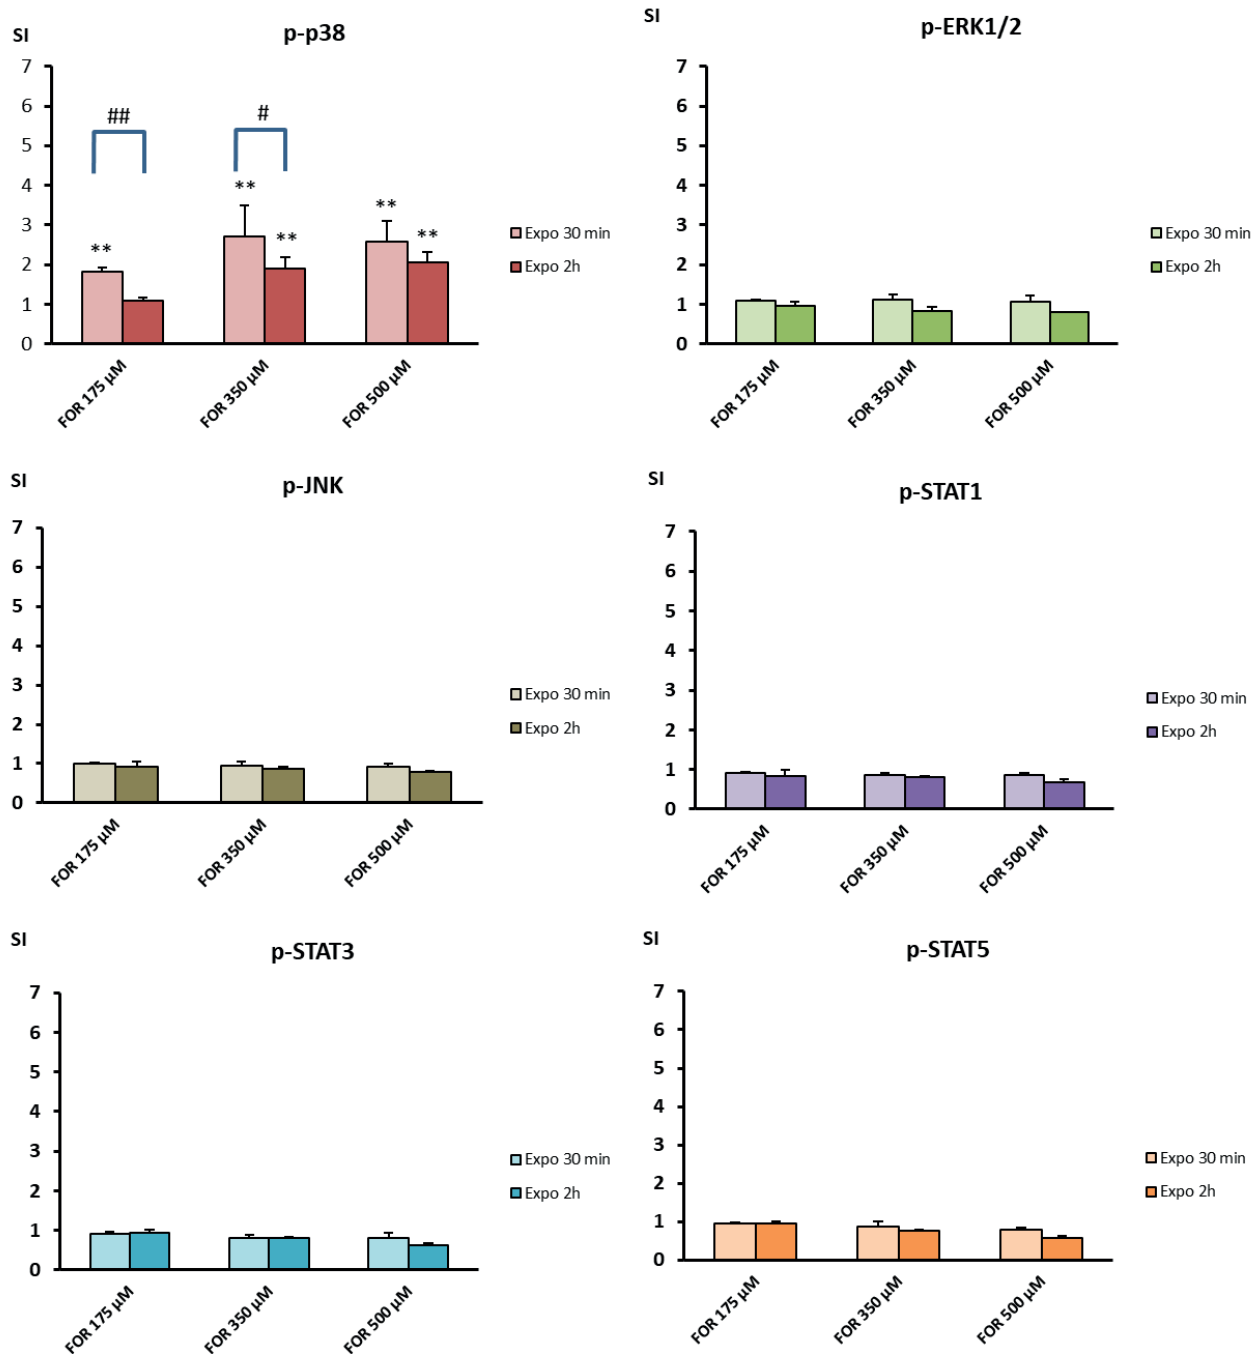 SI
p-p38
7
6
5
4
3
2
1
0
##
#
**
**
**
**
**
FOR 175 µM
FOR 350 µM
FOR 500 µM
Expo 30 min
Expo 2h
SI
p-ERK1/2
7
6
5
4
3
2
1
0
FOR 175 µM
FOR 350 µM
FOR 500 µM
Expo 30 min
Expo 2h
SI
p-JNK
7
6
5
4
3
2
1
0
FOR 175 µM
FOR 350 µM
FOR 500 µM
Expo 30 min
Expo 2h
SI
p-STAT1
7
6
5
4
3
2
1
0
FOR 175 µM
FOR 350 µM
FOR 500 µM
Expo 30 min
Expo 2h
SI
p-STAT3
7
6
5
4
3
2
1
0
FOR 175 µM
FOR 350 µM
FOR 500 µM
Expo 30 min
Expo 2h
SI
p-STAT5
7
6
5
4
3
2
1
0
FOR 175 µM
FOR 350 µM
FOR 500 µM
Expo 30 min
Expo 2h